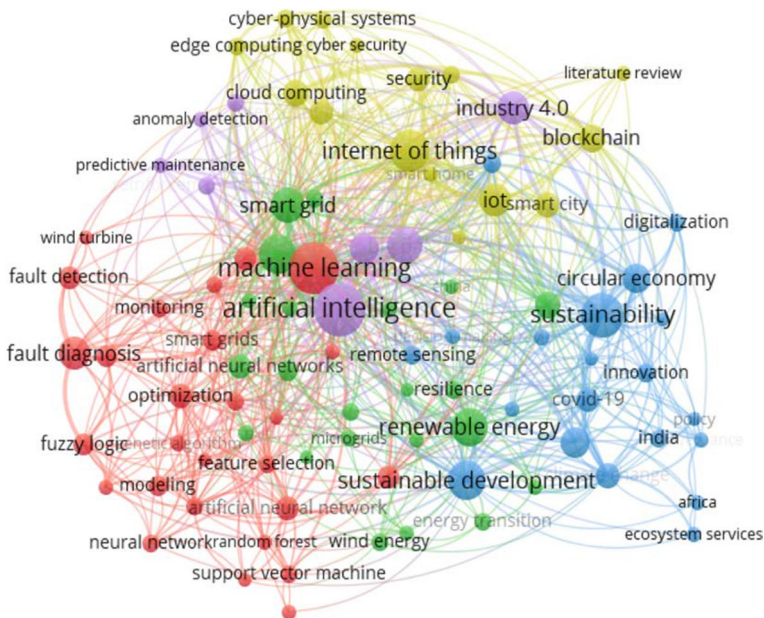 cyber-physical systems
edge computing
cyber security
literature review
security
cloud computing
industry 4.0
anomaly detection
blockchain
internet of things
predictive maintenance
smart home
iot
smart city
smart grid
digitalization
wind turbine
machine learning
fault detection
circular economy
china
monitoring
artificial intelligence
sustainability
smart grids
fault diagnosis
remote sensing
artificial neural networks
innovation
resilience
optimization
covid-19
policy
renewable energy
microgrids
india
fuzzy logic
genetic algorithm
feature selection
sustainable development
modeling
africa
artificial neural network
energy transition
ecosystem services
neural network
random forest
wind energy
support vector machine